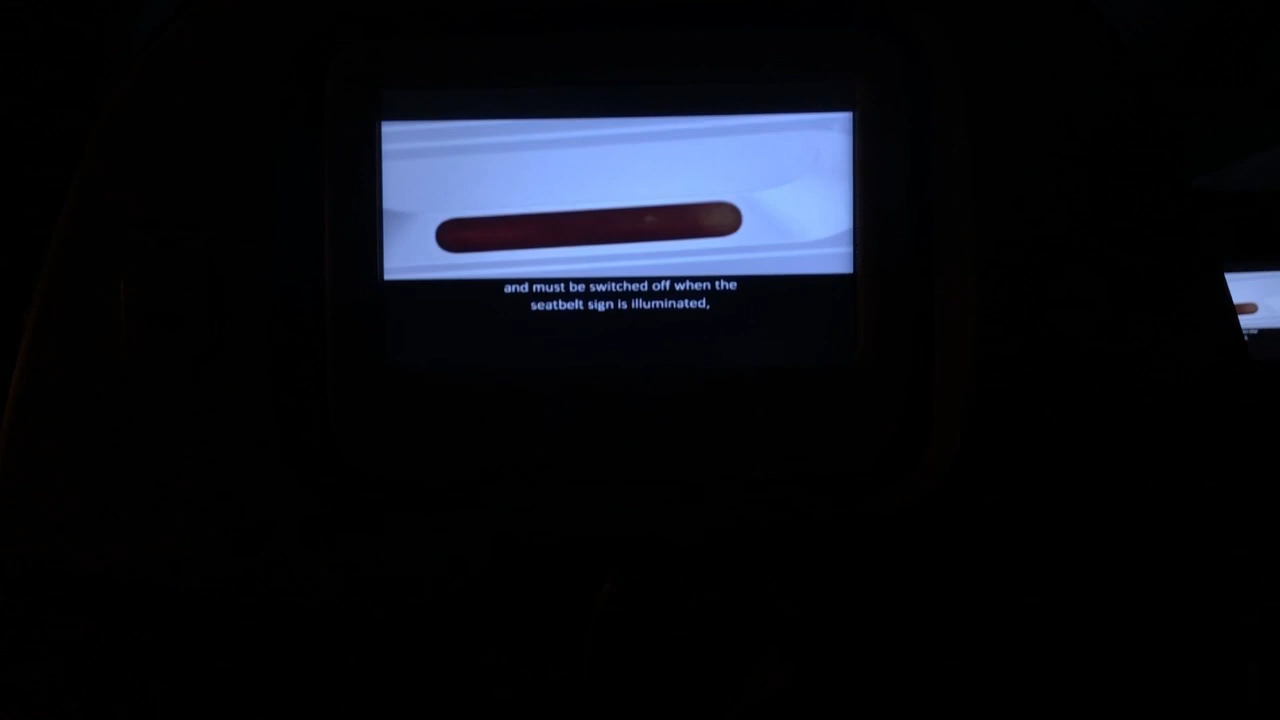 and must be switched off when the
seatbelt sign is illuminated,